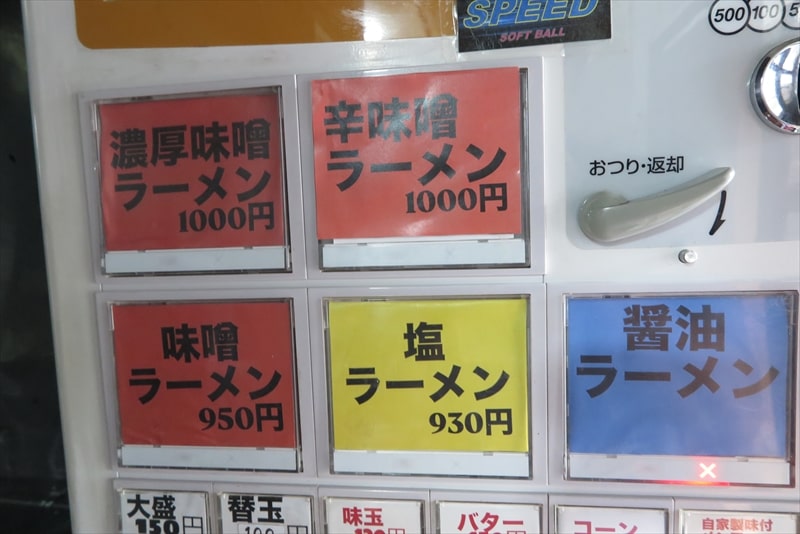 SPEED
SOFT BALL
500 100
おつり・返却
濃厚味噌
ラーメン
1000円
辛味噌
ラーメン
1000円
味噌
ラーメン
950円
塩
ラーメン
930円
醤油
ラーメン
大盛
150円
替玉
味玉
バター
コーン
自家製味付